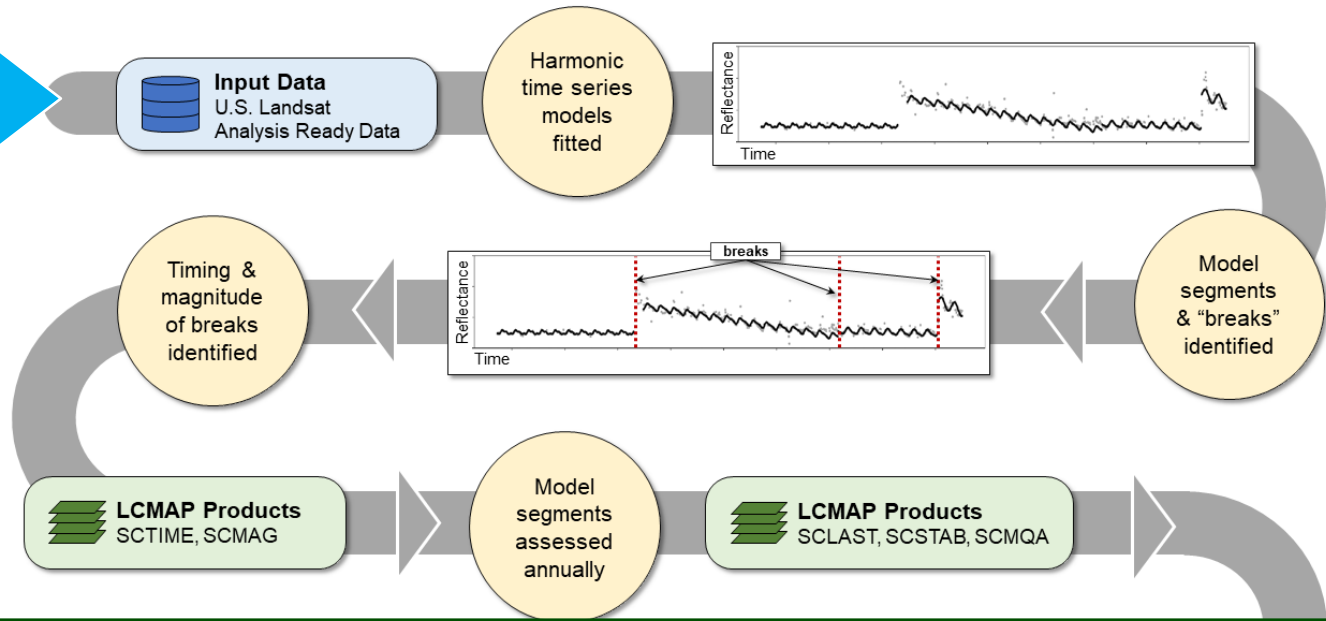 Input Data
U.S. Landsat
Analysis Ready Data
Harmonic
time series
models
fitted
Reflectance
Time
Model
segments
& “breaks”
identified
breaks
Reflectance
Time
Timing &
magnitude
of breaks
identified
LCMAP Products
SCTIME, SCMAG
Model
segments
assessed
annually
LCMAP Products
SCLAST, SCSTAB, SCMQA